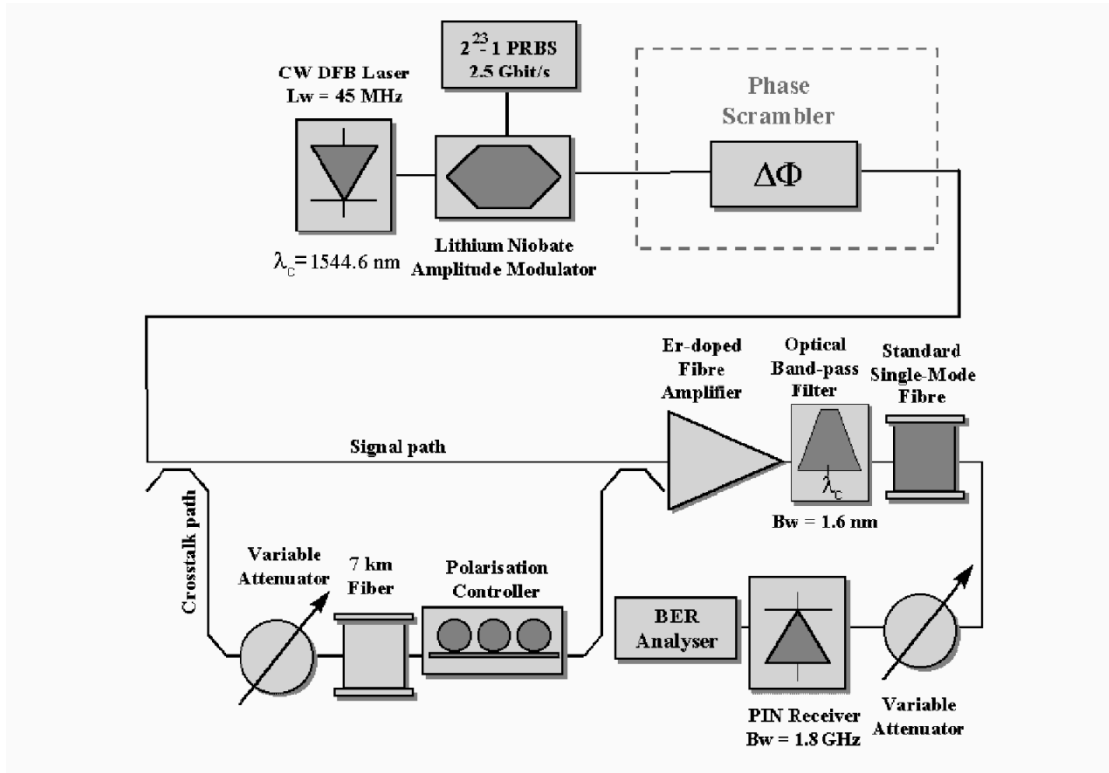 2²³-1 PRBS
2.5 Gbit/s
CW DFB Laser
Lw = 45 MHz
Phase
Scrambler
ΔΦ
λc=1544.6 nm
Lithium Niobate
Amplitude Modulator
Er-doped
Fibre
Amplifier
Optical
Band-pass
Filter
Standard
Single-Mode
Fibre
Signal path
λc
Bw = 1.6 nm
Crosstalk path
Variable
Attenuator
7 km
Fiber
Polarisation
Controller
BER
Analyser
PIN Receiver
Bw = 1.8 GHz
Variable
Attenuator